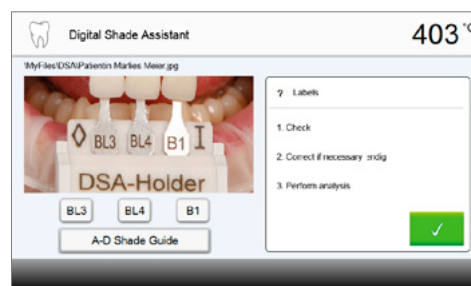 Digital Shade Assistant
403 °C
\MyFiles\DSA\Patientin Marlies Meier.jpg
? Labels
BL3 BL4 B1 I
DSA-Holder
1. Check
2. Correct if necessary endig
3. Perform analysis
BL3 BL4 B1
A-D Shade Guide